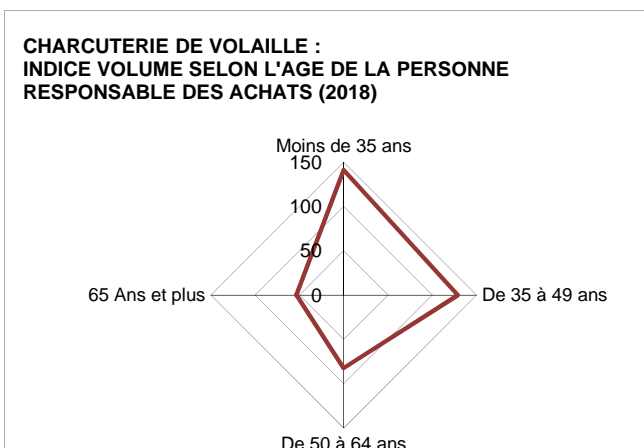 CHARCUTERIE DE VOLAILLE :
INDICE VOLUME SELON L'AGE DE LA PERSONNE
RESPONSABLE DES ACHATS (2018)
Moins de 35 ans
150
100
50
65 Ans et plus
0
De 35 à 49 ans
De 50 à 64 ans